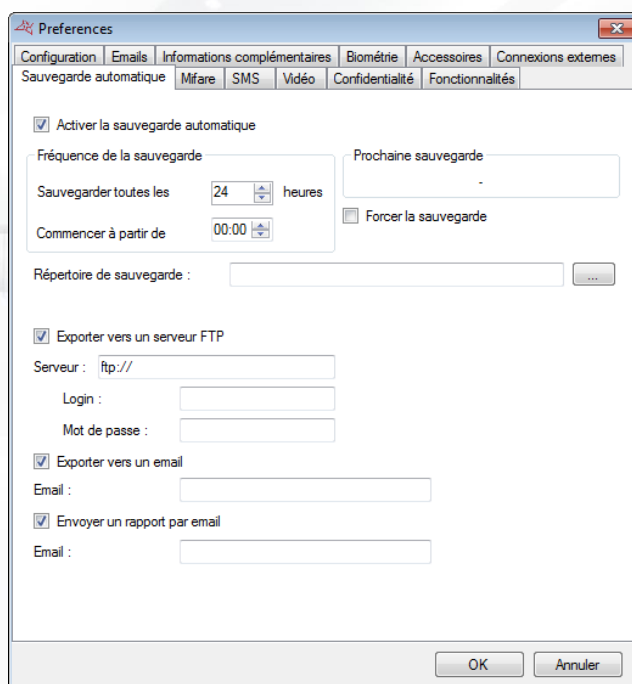 Preferences
Configuration Emails Informations complémentaires Biométrie Accessoires Connexions externes
Sauvegarde automatique Mifare SMS Vidéo Confidentialité Fonctionnalités
Activer la sauvegarde automatique
Fréquence de la sauvegarde
Prochaine sauvegarde
Sauvegarder toutes les 24 heures
-
Forcer la sauvegarde
Commencer à partir de 00:00
Répertoire de sauvegarde : ...
Exporter vers un serveur FTP
Serveur : ftp://
Login :
Mot de passe :
Exporter vers un email
Email :
Envoyer un rapport par email
Email :
OK Annuler